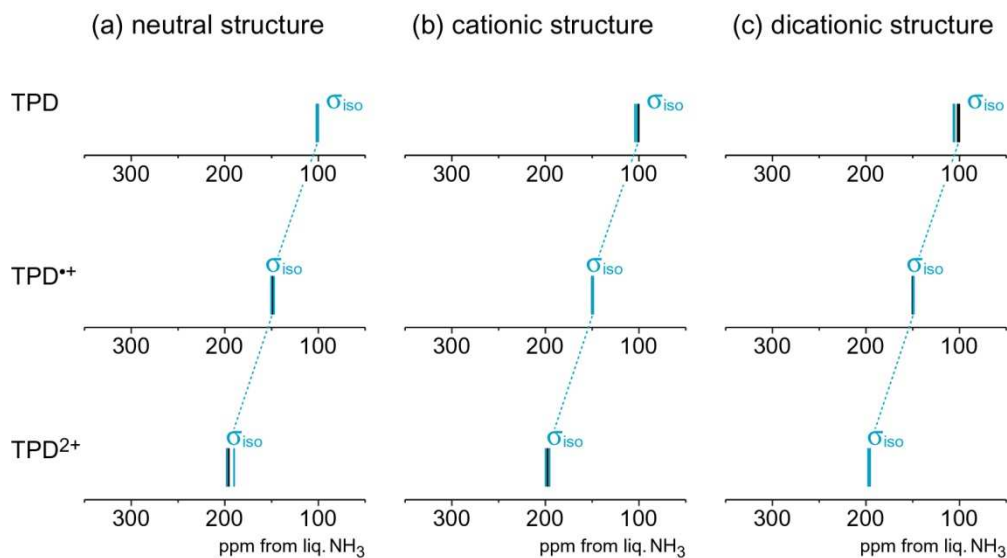 (a) neutral structure (b) cationic structure (c) dicationic structure
TPD σiso σiso σiso
300 200 100 300 200 100 300 200 100
TPD•+ σiso σiso σiso
300 200 100 300 200 100 300 200 100
TPD2+ σiso σiso σiso
300 200 100 300 200 100 300 200 100
ppm from liq. NH3 ppm from liq. NH3 ppm from liq. NH3